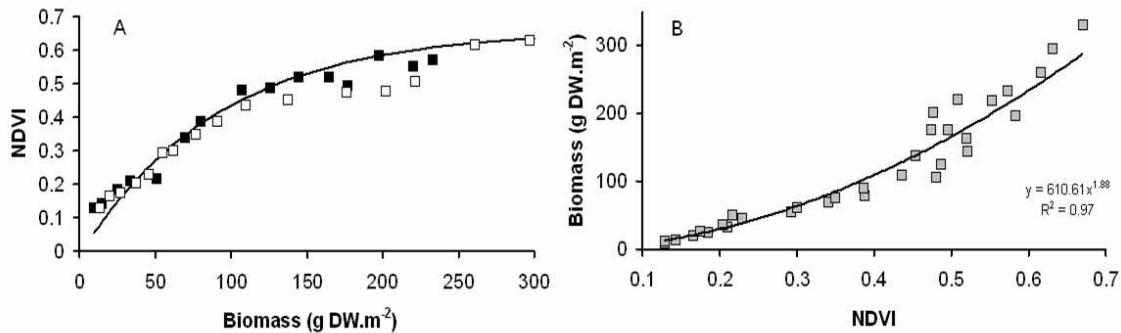 A
NDVI
0.7
0.6
0.5
0.4
0.3
0.2
0.1
0
0 50 100 150 200 250 300
Biomass (g DW.m-2)
B
Biomass (g DW.m-2)
300
200
100
0
y = 610.61x1.88
R2 = 0.97
0.1 0.2 0.3 0.4 0.5 0.6 0.7
NDVI